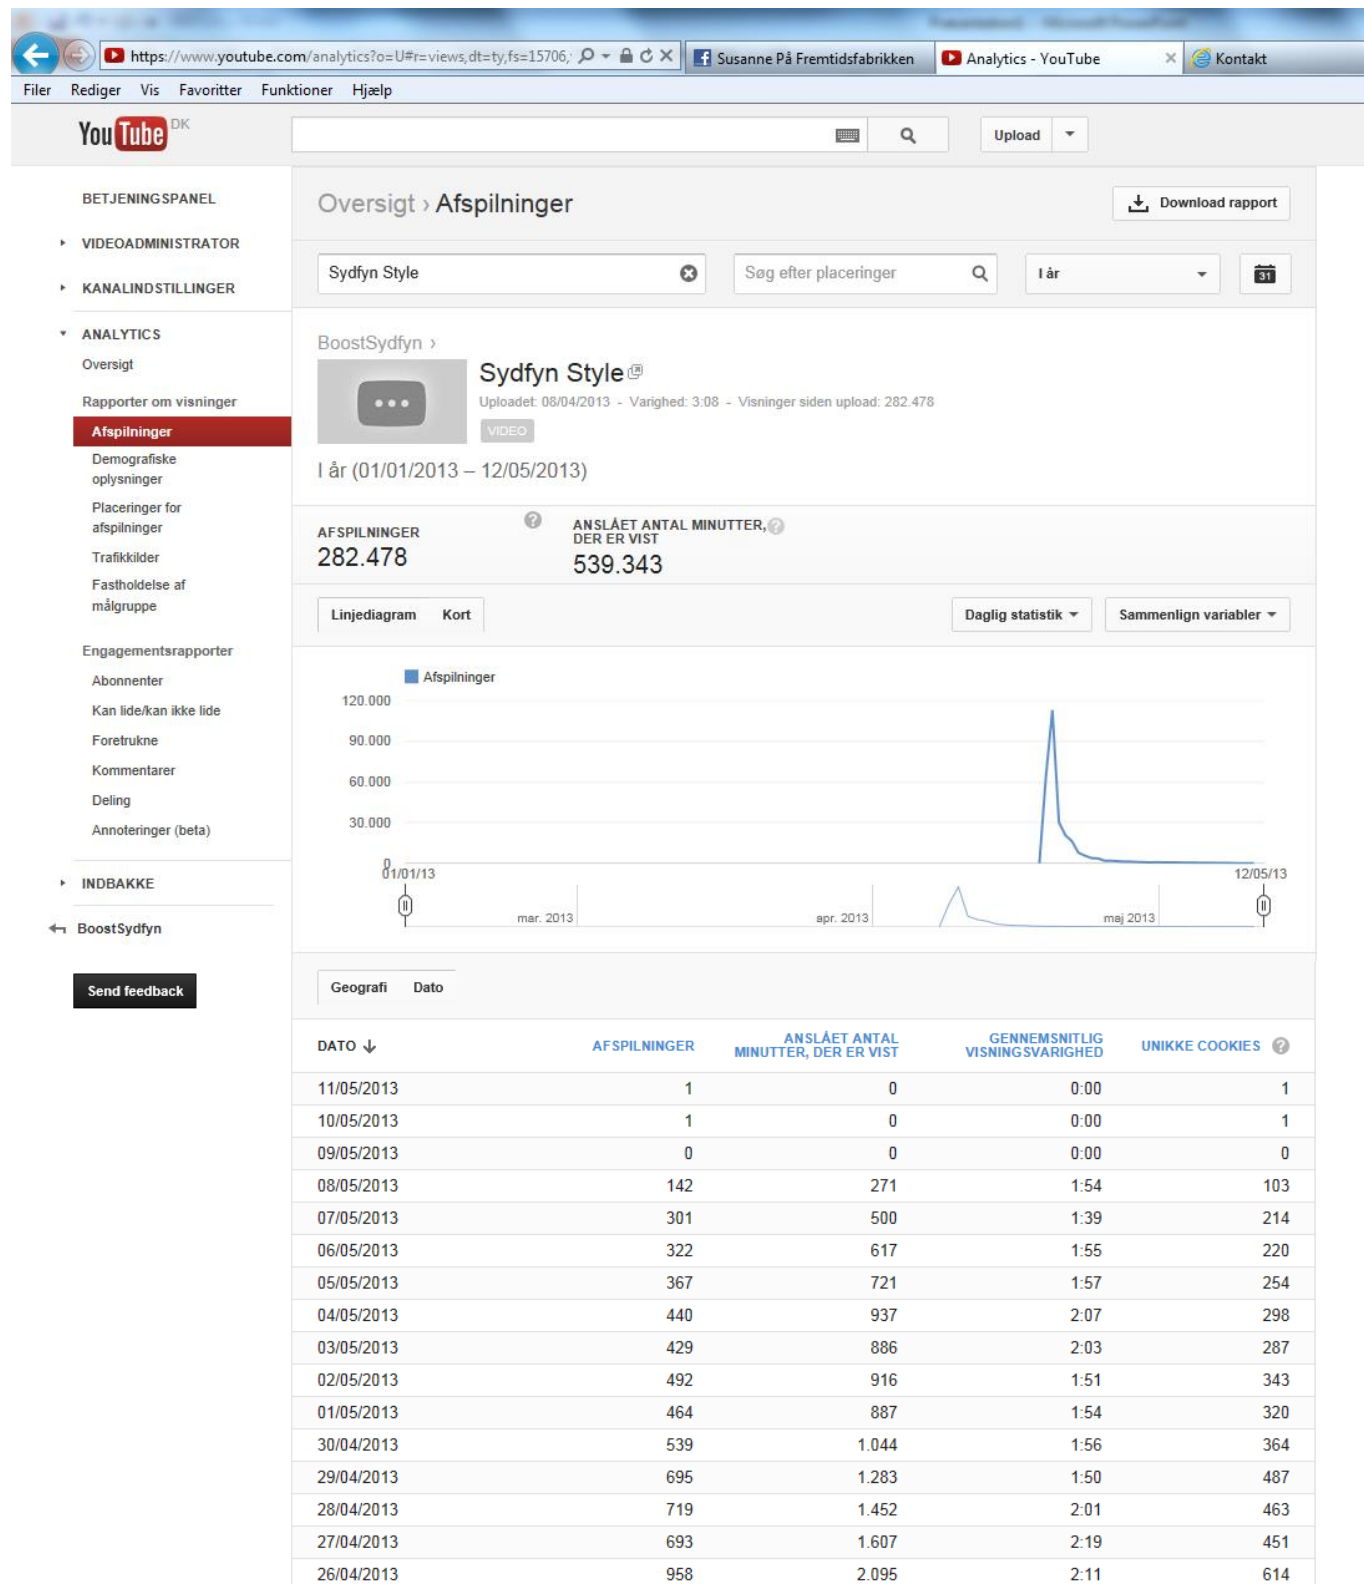 https://www.youtube.com/analytics?o=U#r=views,dt=ty,fs=15706,
Susanne På Fremtidsfabrikken
Analytics - YouTube
Kontakt
Filer Rediger Vis Favoritter Funktioner Hjælp
YouTube DK
Upload
BETJENINGSPANEL
VIDEOADMINISTRATOR
KANALINDSTILLINGER
ANALYTICS
Oversigt
Rapporter om visninger
Afspilninger
Demografiske
oplysninger
Placeringer for
afspilninger
Trafikkilder
Fastholdelse af
målgruppe
Engagementsrapporter
Abonnenter
Kan lide/kan ikke lide
Foretrukne
Kommentarer
Deling
Annoteringer (beta)
INDBAKKE
BoostSydfyn
Send feedback
Oversigt › Afspilninger
Download rapport
Sydfyn Style
Søg efter placeringer
I år
31
BoostSydfyn ›
Sydfyn Style
Uploadet: 08/04/2013 - Varighed: 3:08 - Visninger siden upload: 282.478
VIDEO
I år (01/01/2013 – 12/05/2013)
AFSPILNINGER
282.478
ANSLÅET ANTAL MINUTTER,
DER ER VIST
539.343
Linjediagram Kort
Daglig statistik
Sammenlign variabler
Afspilninger
120.000
90.000
60.000
30.000
0
01/01/13 12/05/13
mar. 2013 apr. 2013 maj 2013
Geografi Dato
DATO AFSPILNINGER ANSLÅET ANTAL MINUTTER, DER ER VIST GENNEMSNITLIG VISNINGSVARIGHED UNIKKE COOKIES
11/05/2013 1 0 0:00 1
10/05/2013 1 0 0:00 1
09/05/2013 0 0 0:00 0
08/05/2013 142 271 1:54 103
07/05/2013 301 500 1:39 214
06/05/2013 322 617 1:55 220
05/05/2013 367 721 1:57 254
04/05/2013 440 937 2:07 298
03/05/2013 429 886 2:03 287
02/05/2013 492 916 1:51 343
01/05/2013 464 887 1:54 320
30/04/2013 539 1.044 1:56 364
29/04/2013 695 1.283 1:50 487
28/04/2013 719 1.452 2:01 463
27/04/2013 693 1.607 2:19 451
26/04/2013 958 2.095 2:11 614